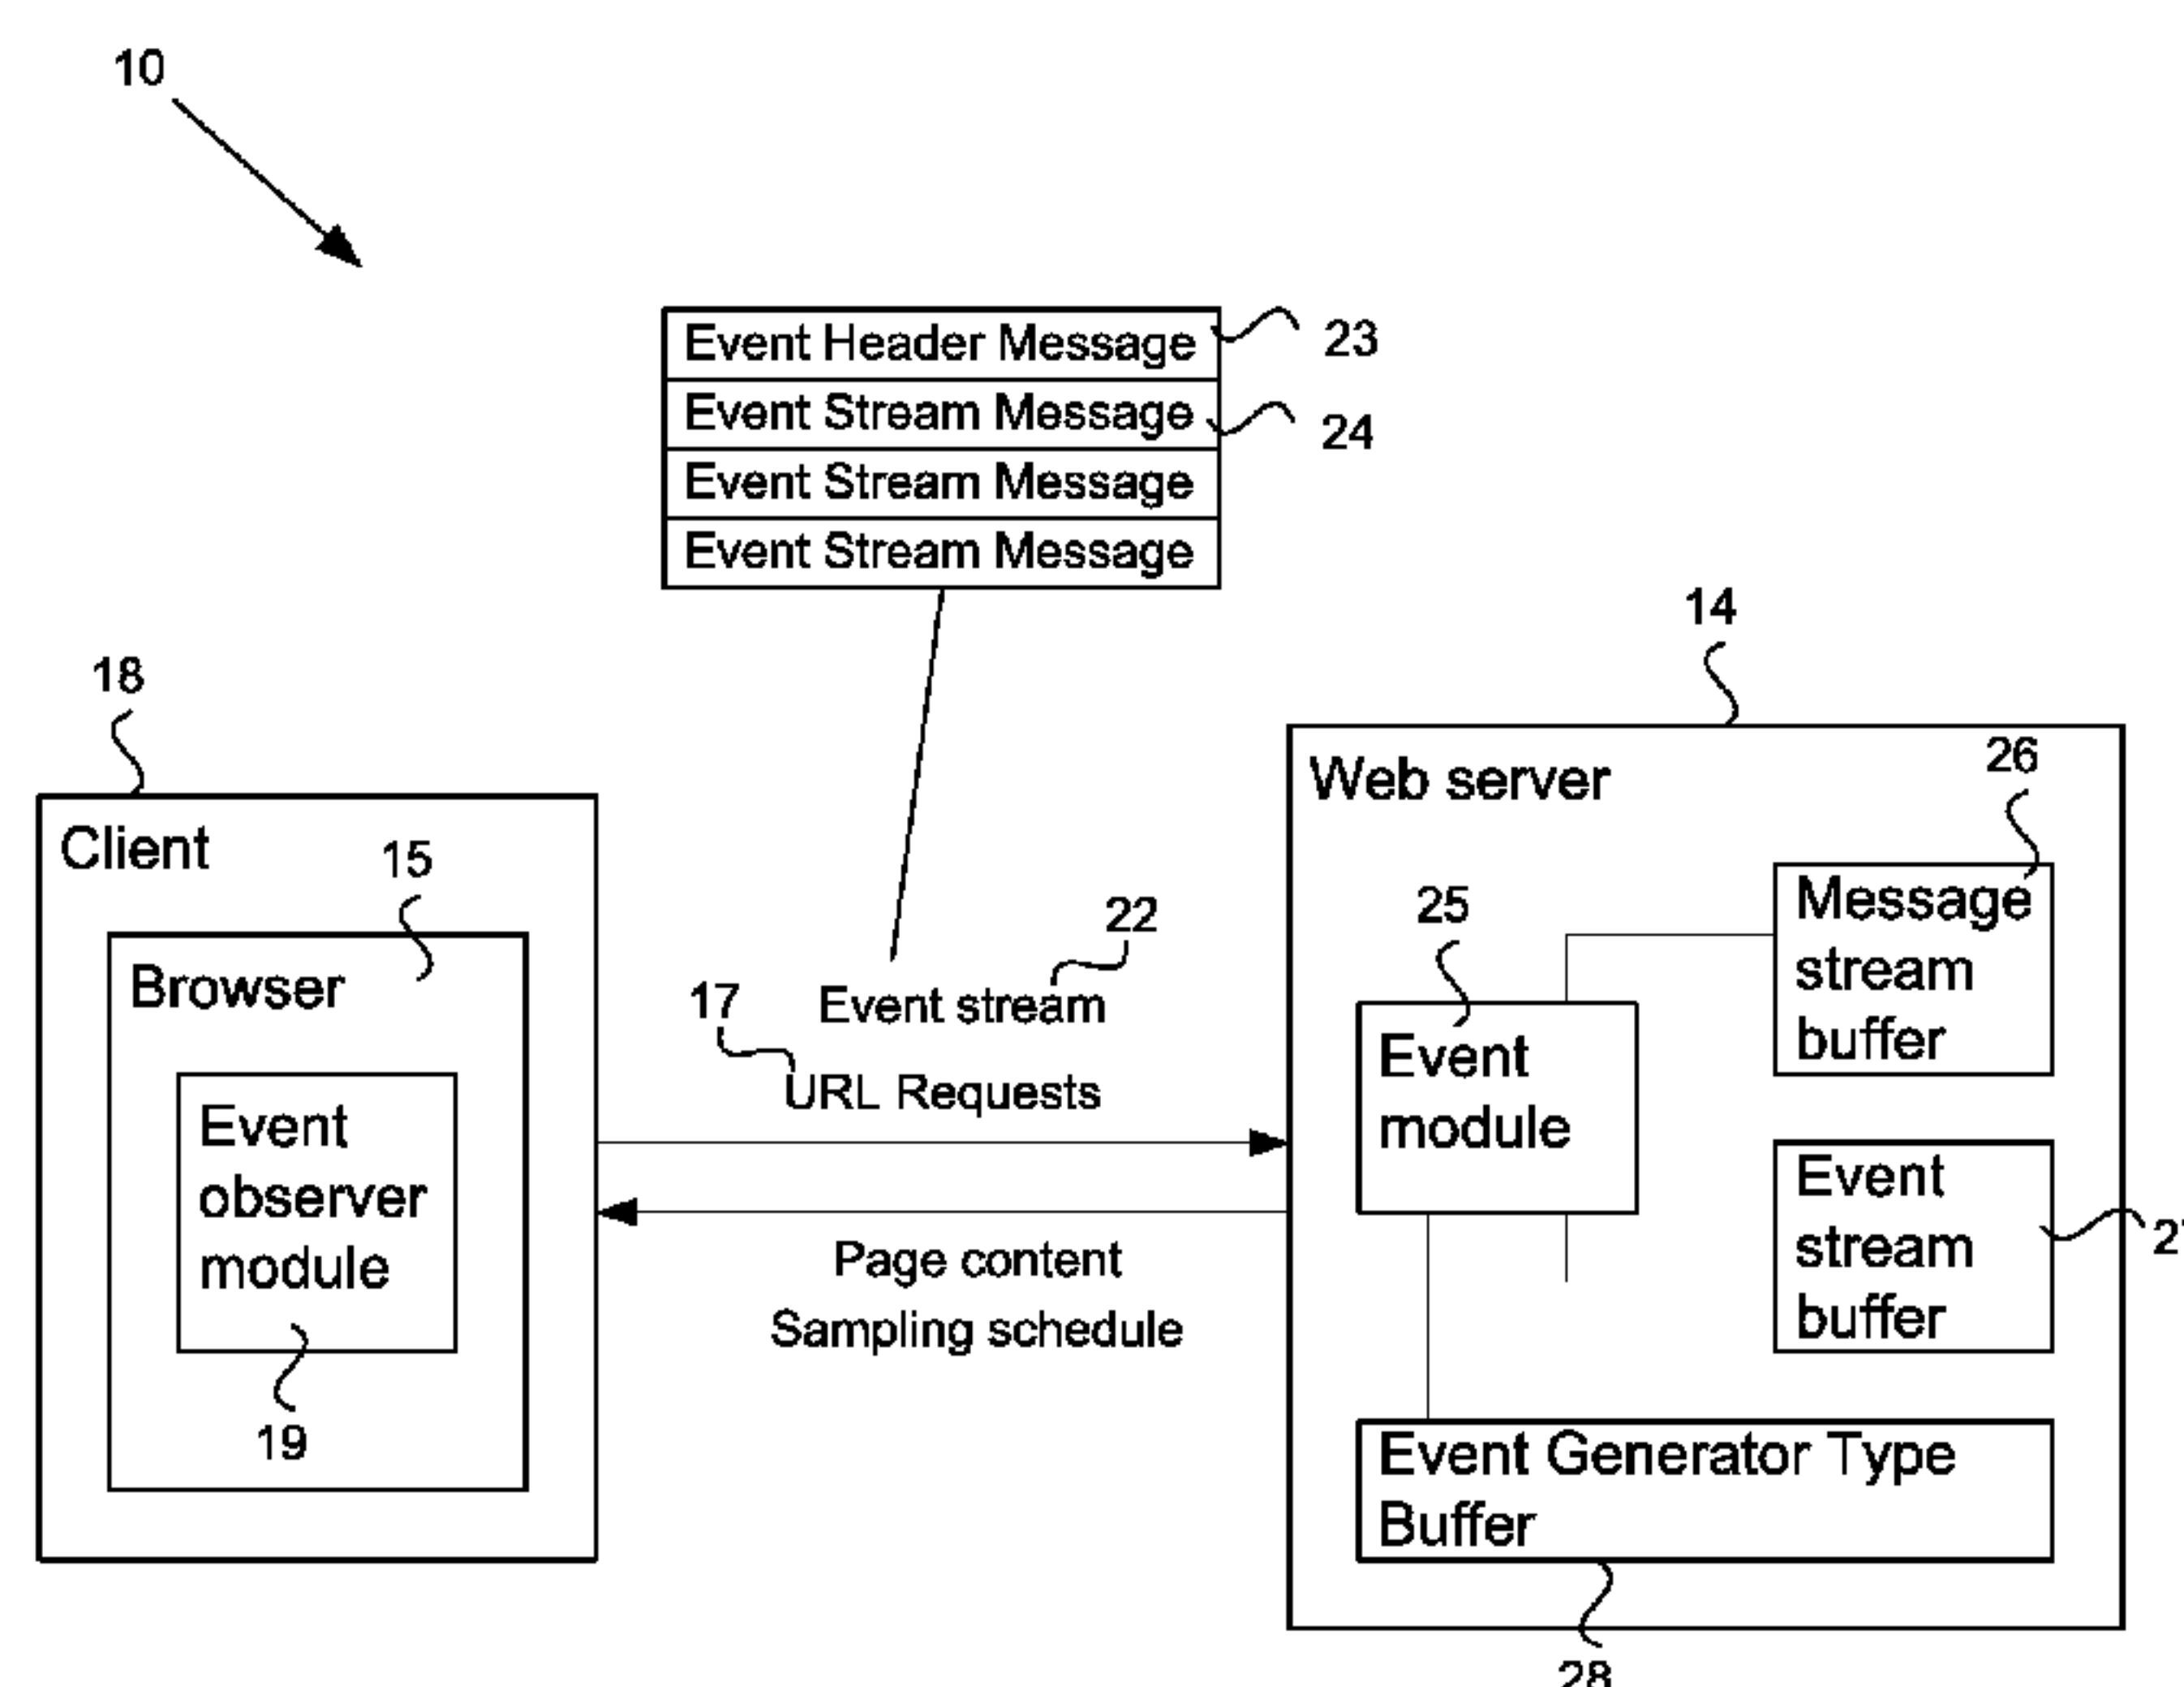 10
Event Header Message
23
Event Stream Message
24
Event Stream Message
Event Stream Message
14
18
Web server
26
Client
15
Message
stream
buffer
25
22
Browser
17
Event stream
Event
module
URL Requests
Event
observer
module
Event
stream
buffer
Page content
Sampling schedule
19
Event Generator Type
Buffer
28